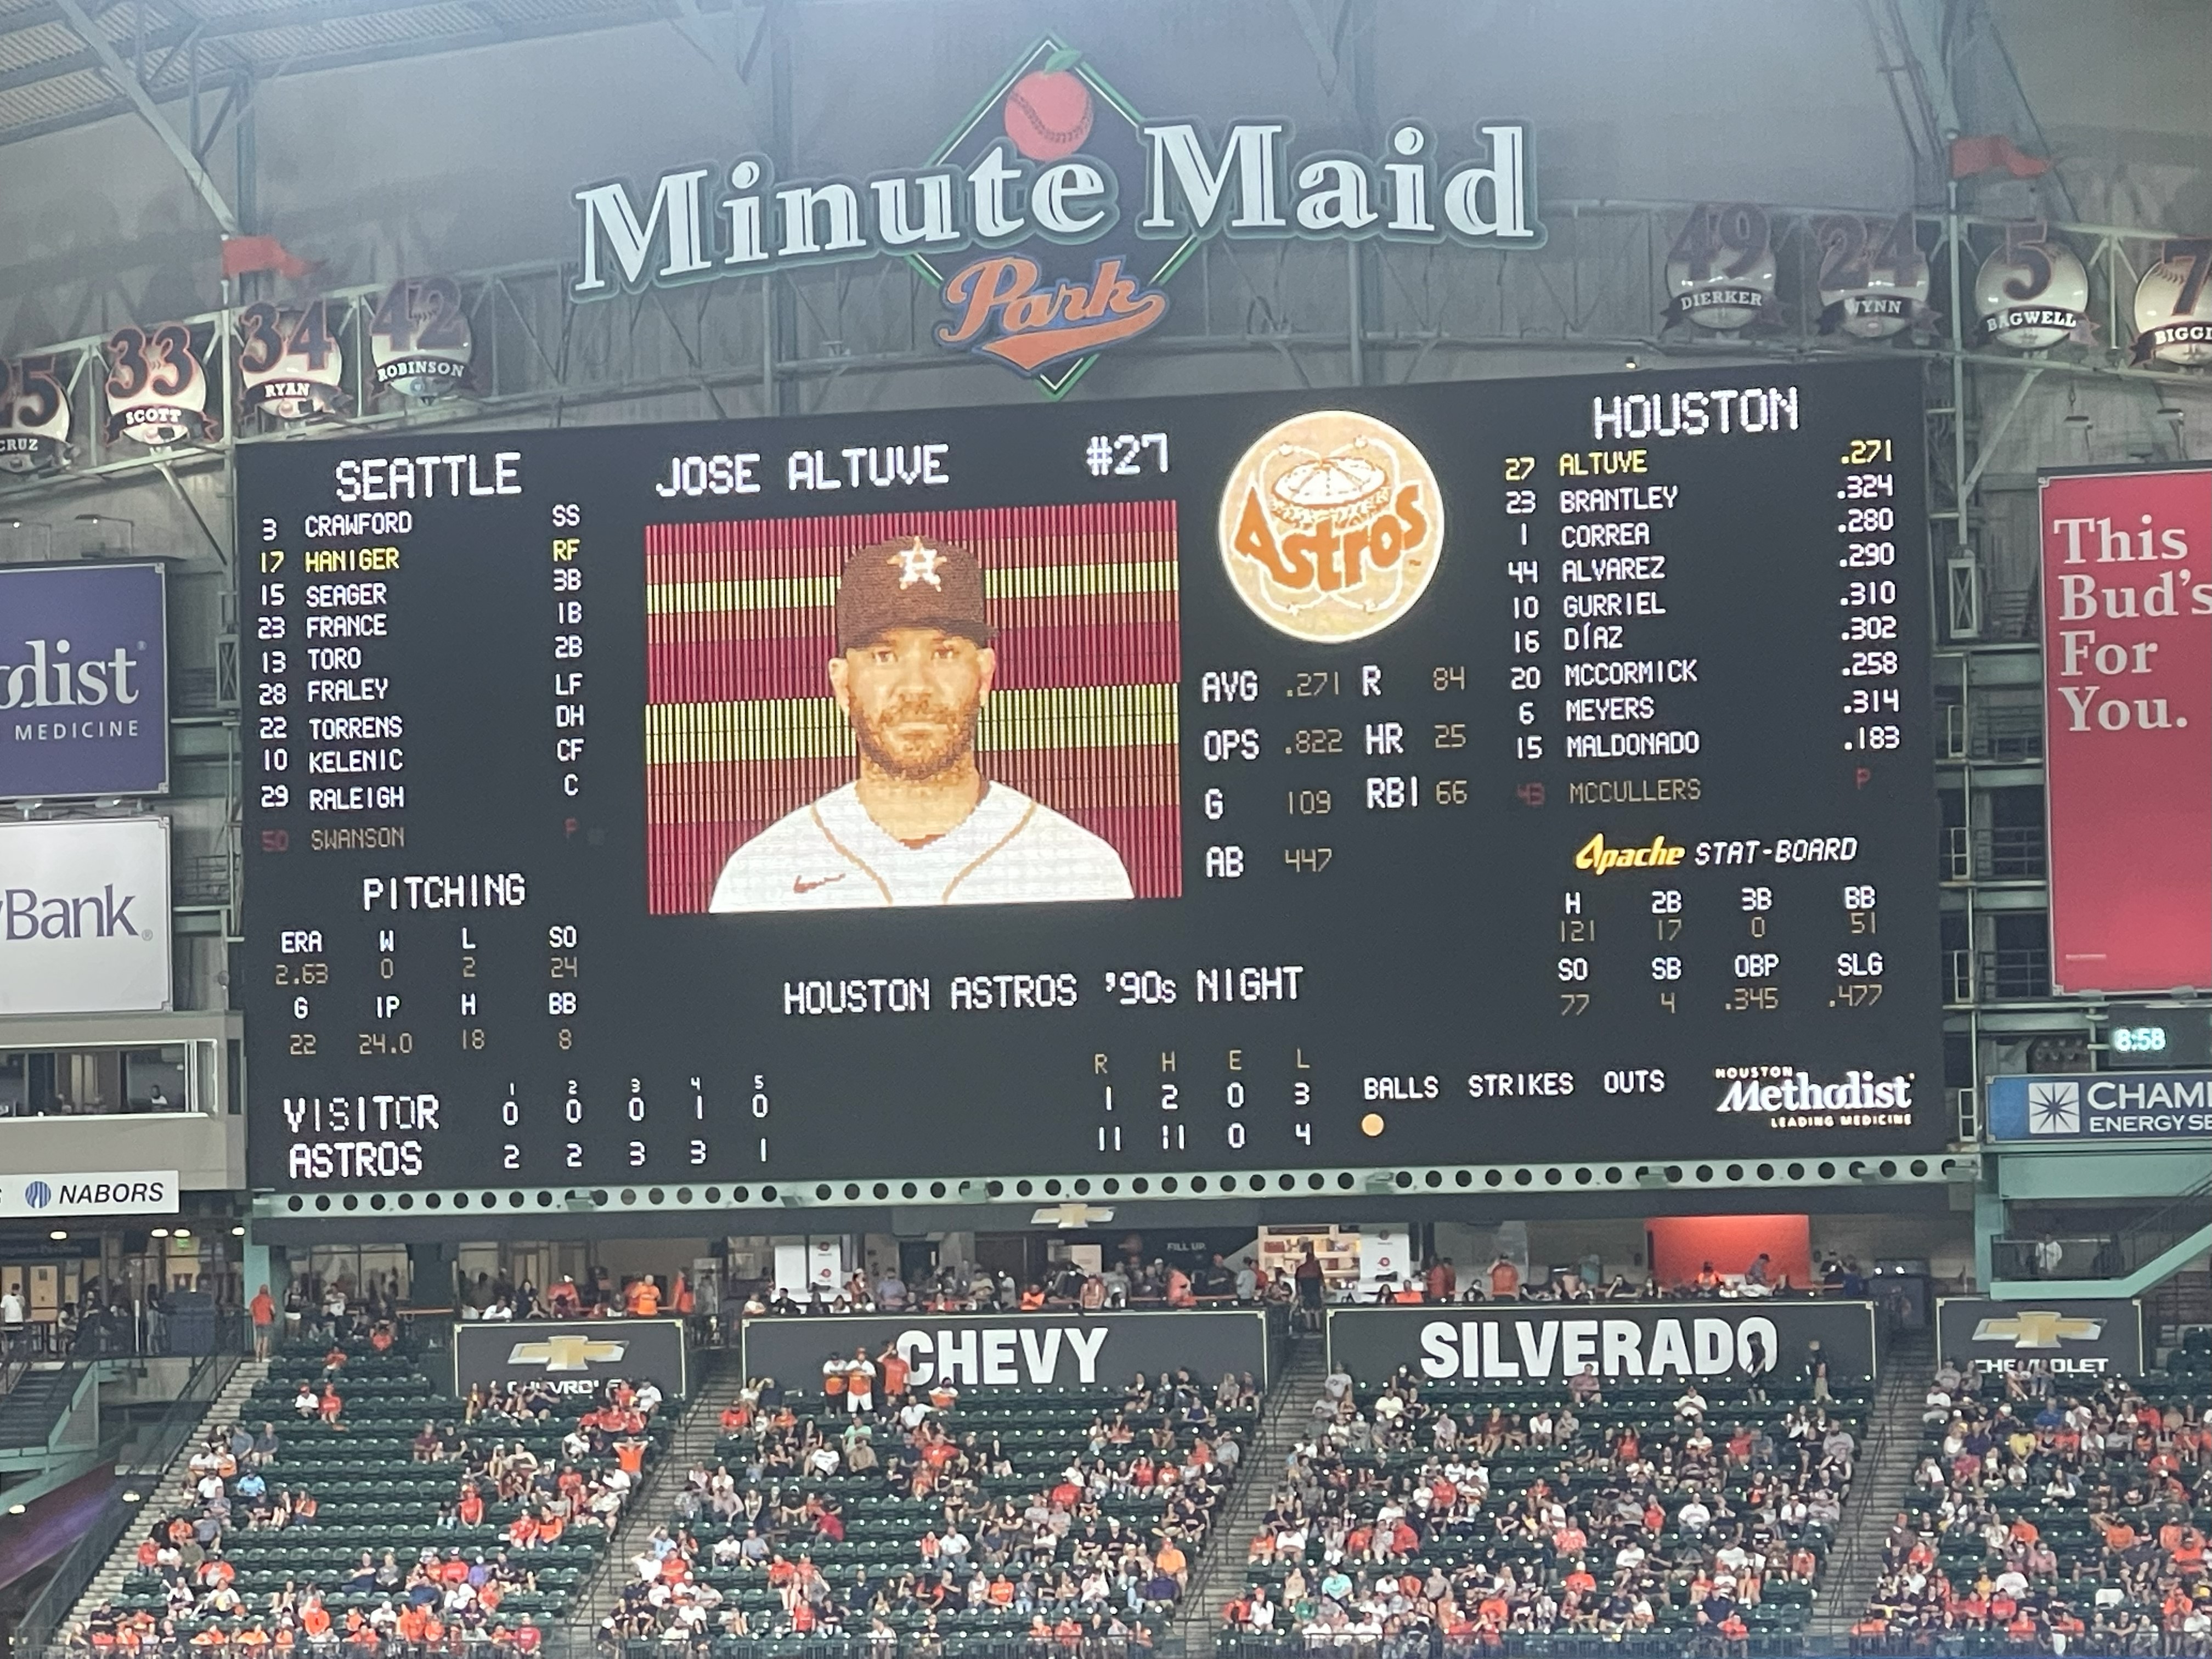 Minute Maid
Park
49
DIERKER
24
WYNN
5
BAGWELL
7
33
SCOTT
34
RYAN
42
ROBINSON
CRUZ
SEATTLE
3 CRAWFORD SS
17 HANIGER RF
15 SEAGER 3B
23 FRANCE 1B
13 TORO 2B
28 FRALEY LF
22 TORRENS DH
10 KELENIC CF
29 RALEIGH C
50 SWANSON P
PITCHING
ERA W L SO
2.63 0 2 24
G IP H BB
22 24.0 18 8
JOSE ALTUVE #27
Astros
AVG .271 R 84
OPS .822 HR 25
G 109 RBI 66
AB 447
HOUSTON
27 ALTUVE .271
23 BRANTLEY .324
1 CORREA .280
44 ALVAREZ .290
10 GURRIEL .310
16 DÍAZ .302
20 MCCORMICK .258
6 MEYERS .314
15 MALDONADO .183
43 MCCULLERS P
Apache STAT-BOARD
H 2B 3B BB
121 17 0 51
SO SB OBP SLG
77 4 .345 .477
HOUSTON ASTROS '90s NIGHT
1 2 3 4 5 R H E L
VISITOR 0 0 0 1 0 1 2 0 3
ASTROS 2 2 3 3 1 11 11 0 4
BALLS STRIKES OUTS
HOUSTON
Methodist
LEADING MEDICINE
This
Bud's
For
You.
8:58
MEDICINE
Bank
NABORS
FILL UP.
CHEVROLET
CHEVY
SILVERADO
CHEVROLET